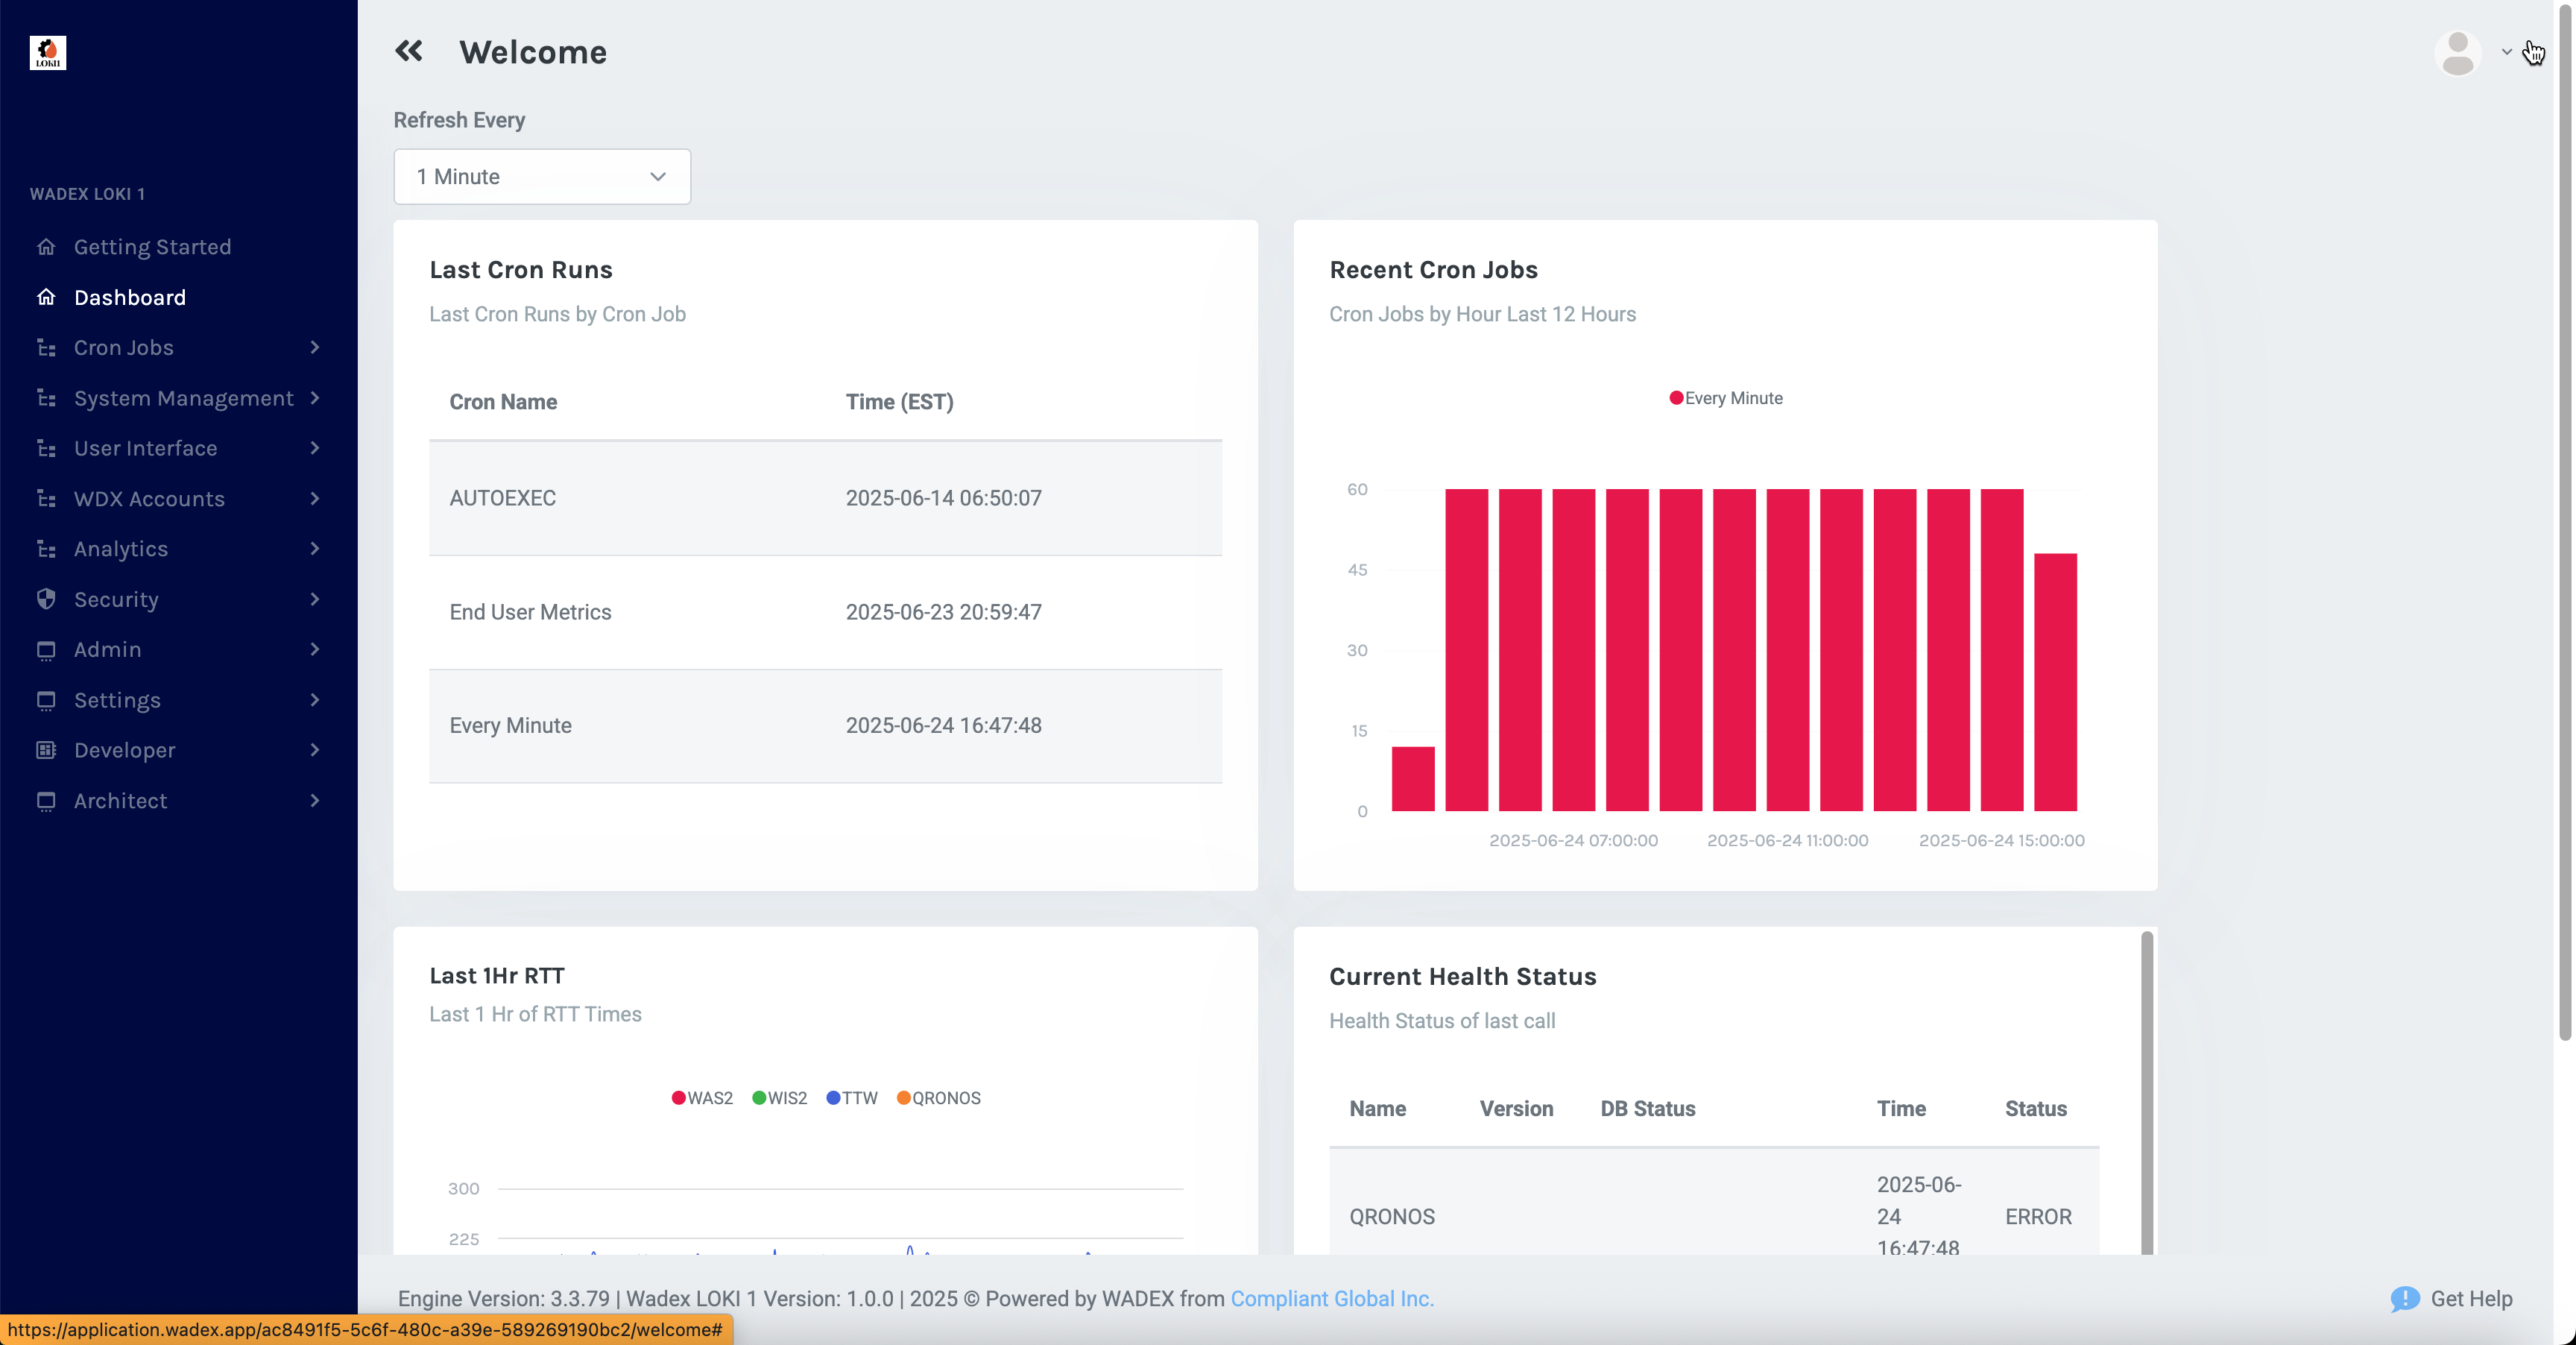 LOKI1
Welcome
Refresh Every
1 Minute
WADEX LOKI 1
Getting Started
Dashboard
Cron Jobs
System Management
User Interface
WDX Accounts
Analytics
Security
Admin
Settings
Developer
Architect
Last Cron Runs
Last Cron Runs by Cron Job
Cron Name Time (EST)
AUTOEXEC 2025-06-14 06:50:07
End User Metrics 2025-06-23 20:59:47
Every Minute 2025-06-24 16:47:48
Recent Cron Jobs
Cron Jobs by Hour Last 12 Hours
Every Minute
60
45
30
15
0
2025-06-24 07:00:00 2025-06-24 11:00:00 2025-06-24 15:00:00
Last 1Hr RTT
Last 1 Hr of RTT Times
WAS2 WIS2 TTW QRONOS
300
225
Current Health Status
Health Status of last call
Name Version DB Status Time Status
2025-06-
QRONOS 24 ERROR
16:47:48
Engine Version: 3.3.79 | Wadex LOKI 1 Version: 1.0.0 | 2025 © Powered by WADEX from Compliant Global Inc.
Get Help
https://application.wadex.app/ac8491f5-5c6f-480c-a39e-589269190bc2/welcome#